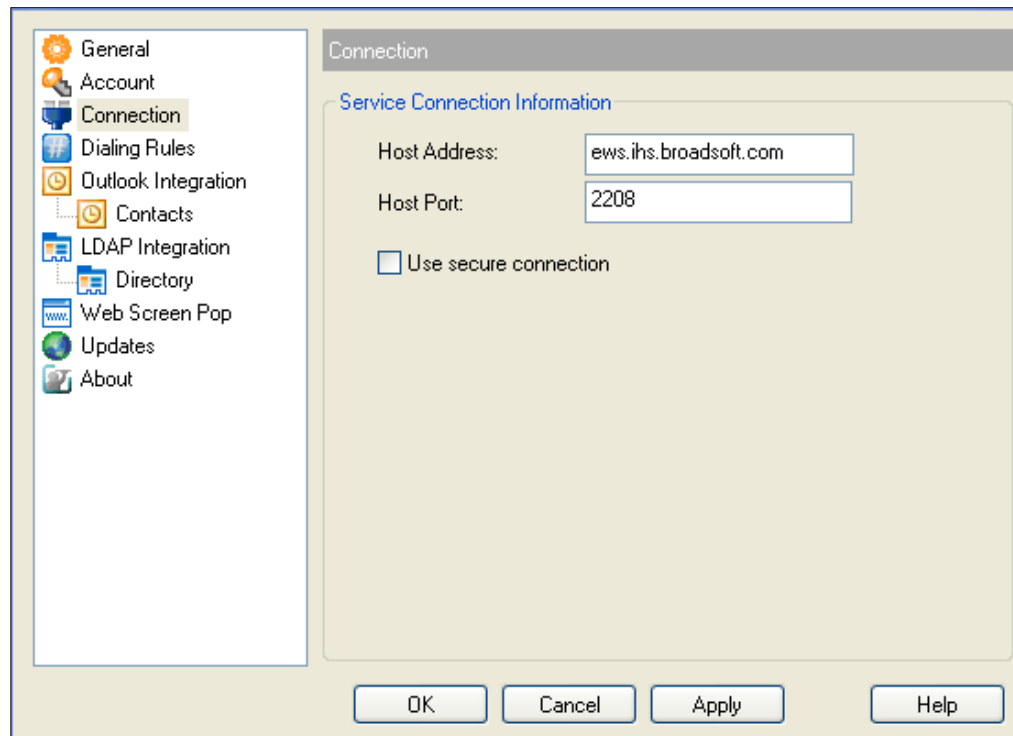 General
Account
Connection
Dialing Rules
Outlook Integration
Contacts
LDAP Integration
Directory
www.
Web Screen Pop
Updates
About
Connection
Service Connection Information
Host Address:
ews.ihs.broadsoft.com
Host Port:
2208
Use secure connection
OK
Cancel
Apply
Help